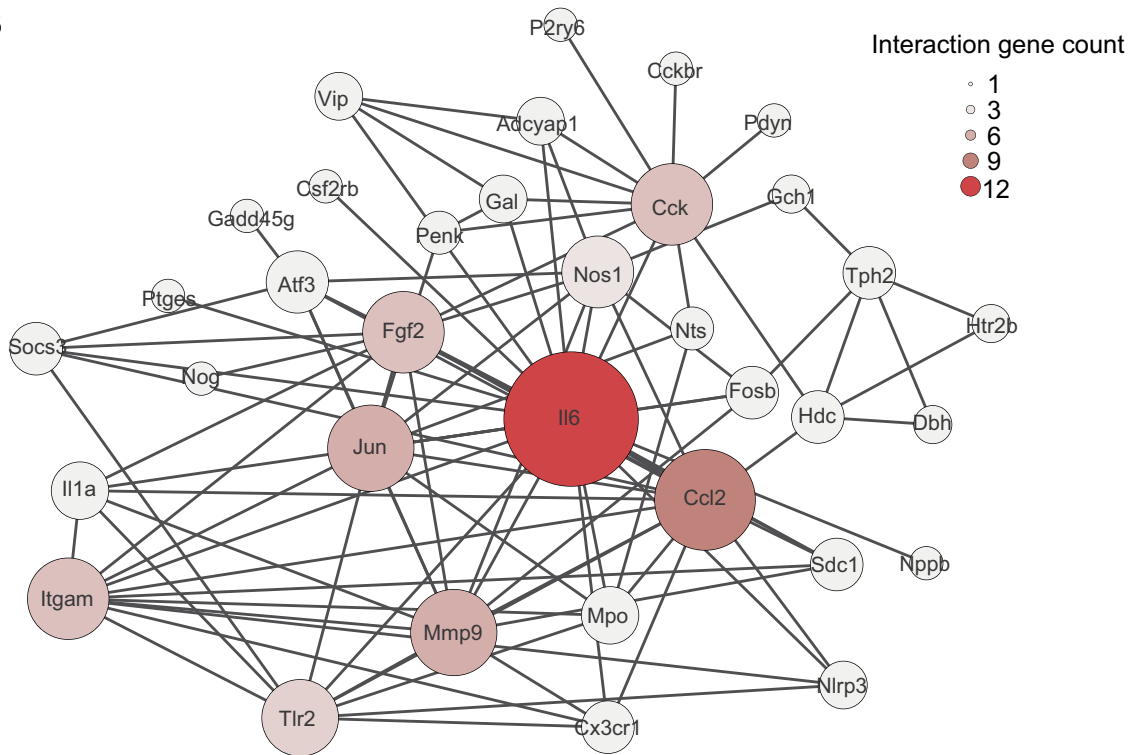 P2ry6
Interaction gene count
Cckbr
1
Vip
3
Adcyap1
Pdyn
6
9
Csf2rb
12
Gal
Cck
Gch1
Gadd45g
Penk
Atf3
Nos1
Tph2
Ptges
Fgf2
Nts
Htr2b
Socs3
Nog
Fosb
Il6
Hdc
Dbh
Jun
Il1a
Ccl2
Sdc1
Nppb
Itgam
Mpo
Mmp9
Nlrp3
Tlr2
Cx3cr1